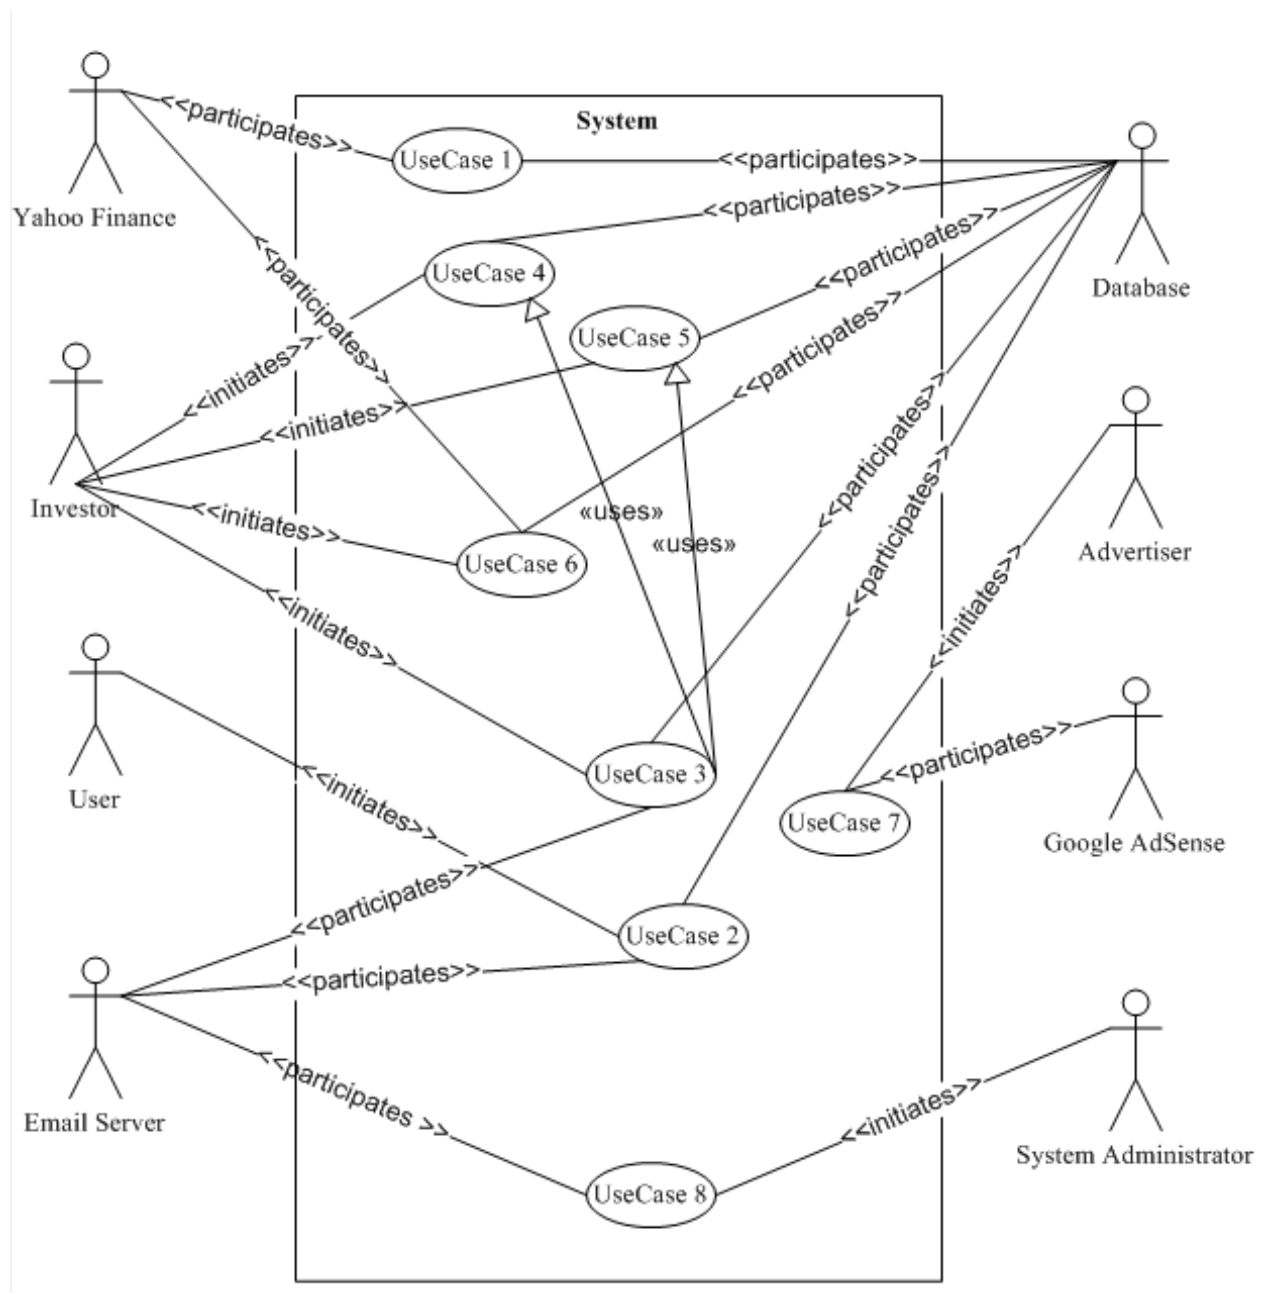 System
<<participates>>
UseCase 1
<<participates>>
Yahoo Finance
<<participates>>
UseCase 4
<<participates>>
Database
<<participates>>
UseCase 5
<<participates>>
<<initiates>>
<<initiates>>
Investor
<<initiates>>
«uses»
«uses»
<<participates>>
<<participates>>
Advertiser
UseCase 6
<<initiates>>
<<initiates>>
User
<<initiates>>
UseCase 3
<<participates>>
UseCase 7
Google AdSense
<<participates>>
UseCase 2
<<participates>>
Email Server
<<participates >>
<<initiates>>
System Administrator
UseCase 8